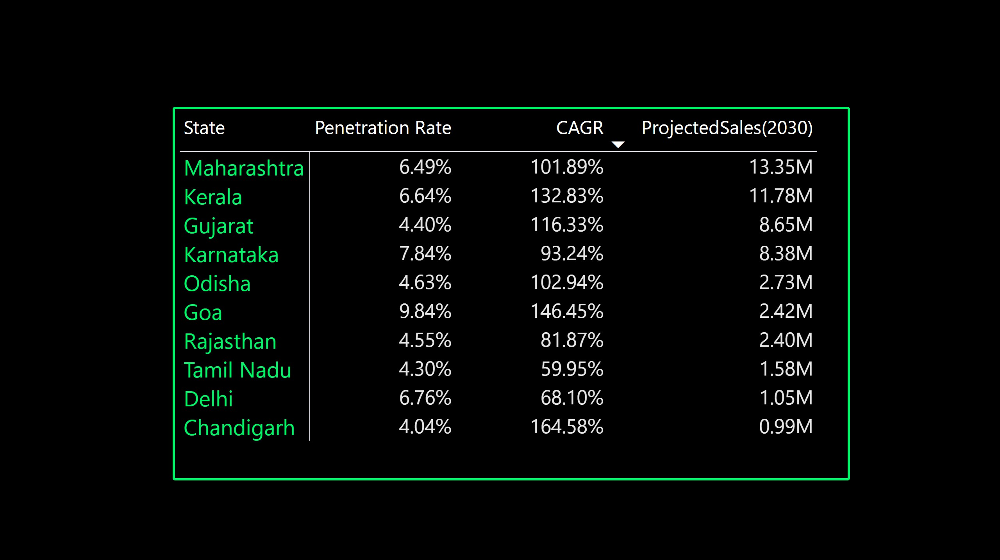 State Penetration Rate CAGR ProjectedSales(2030)
Maharashtra 6.49% 101.89% 13.35M
Kerala 6.64% 132.83% 11.78M
Gujarat 4.40% 116.33% 8.65M
Karnataka 7.84% 93.24% 8.38M
Odisha 4.63% 102.94% 2.73M
Goa 9.84% 146.45% 2.42M
Rajasthan 4.55% 81.87% 2.40M
Tamil Nadu 4.30% 59.95% 1.58M
Delhi 6.76% 68.10% 1.05M
Chandigarh 4.04% 164.58% 0.99M